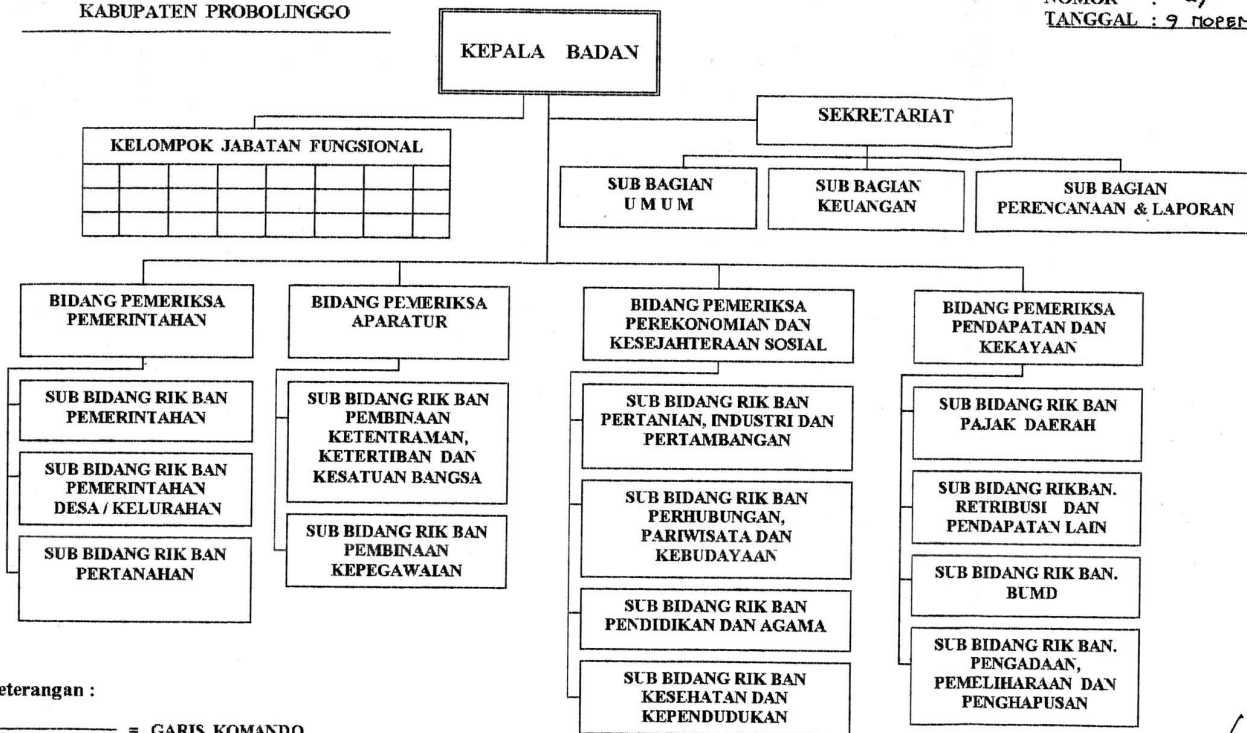 KABUPATEN PROBOLINGGO
NOMOR :
TANGGAL : 9
KEPALA BADAN
SEKRETARIAT
KELOMPOK JABATAN FUNGSIONAL
SUB BAGIAN
U M U M
SUB BAGIAN
KEUANGAN
SUB BAGIAN
PERENCANAAN & LAPORAN
BIDANG PEMERIKSA
PEMERINTAHAN
SUB BIDANG RIK BAN
PEMERINTAHAN
SUB BIDANG RIK BAN
PEMERINTAHAN
DESA / KELURAHAN
SUB BIDANG RIK BAN
PERTANAHAN
BIDANG PEMERIKSA
APARATUR
SUB BIDANG RIK BAN
PEMBINAAN
KETENTRAMAN,
KETERTIBAN DAN
KESATUAN BANGSA
SUB BIDANG RIK BAN
PEMBINAAN
KEPEGAWAIAN
BIDANG PEMERIKSA
PEREKONOMIAN DAN
KESEJAHTERAAN SOSIAL
SUB BIDANG RIK BAN
PERTANIAN, INDUSTRI DAN
PERTAMBANGAN
SUB BIDANG RIK BAN
PERHUBUNGAN,
PARIWISATA DAN
KEBUDAYAAN
SUB BIDANG RIK BAN
PENDIDIKAN DAN AGAMA
SUB BIDANG RIK BAN
KESEHATAN DAN
KEPENDUDUKAN
BIDANG PEMERIKSA
PENDAPATAN DAN
KEKAYAAN
SUB BIDANG RIK BAN
PAJAK DAERAH
SUB BIDANG RIKBAN.
RETRIBUSI DAN
PENDAPATAN LAIN
SUB BIDANG RIK BAN.
BUMD
SUB BIDANG RIK BAN.
PENGADAAN,
PEMELIHARAAN DAN
PENGHAPUSAN
eterangan :
= GARIS KOMANDO